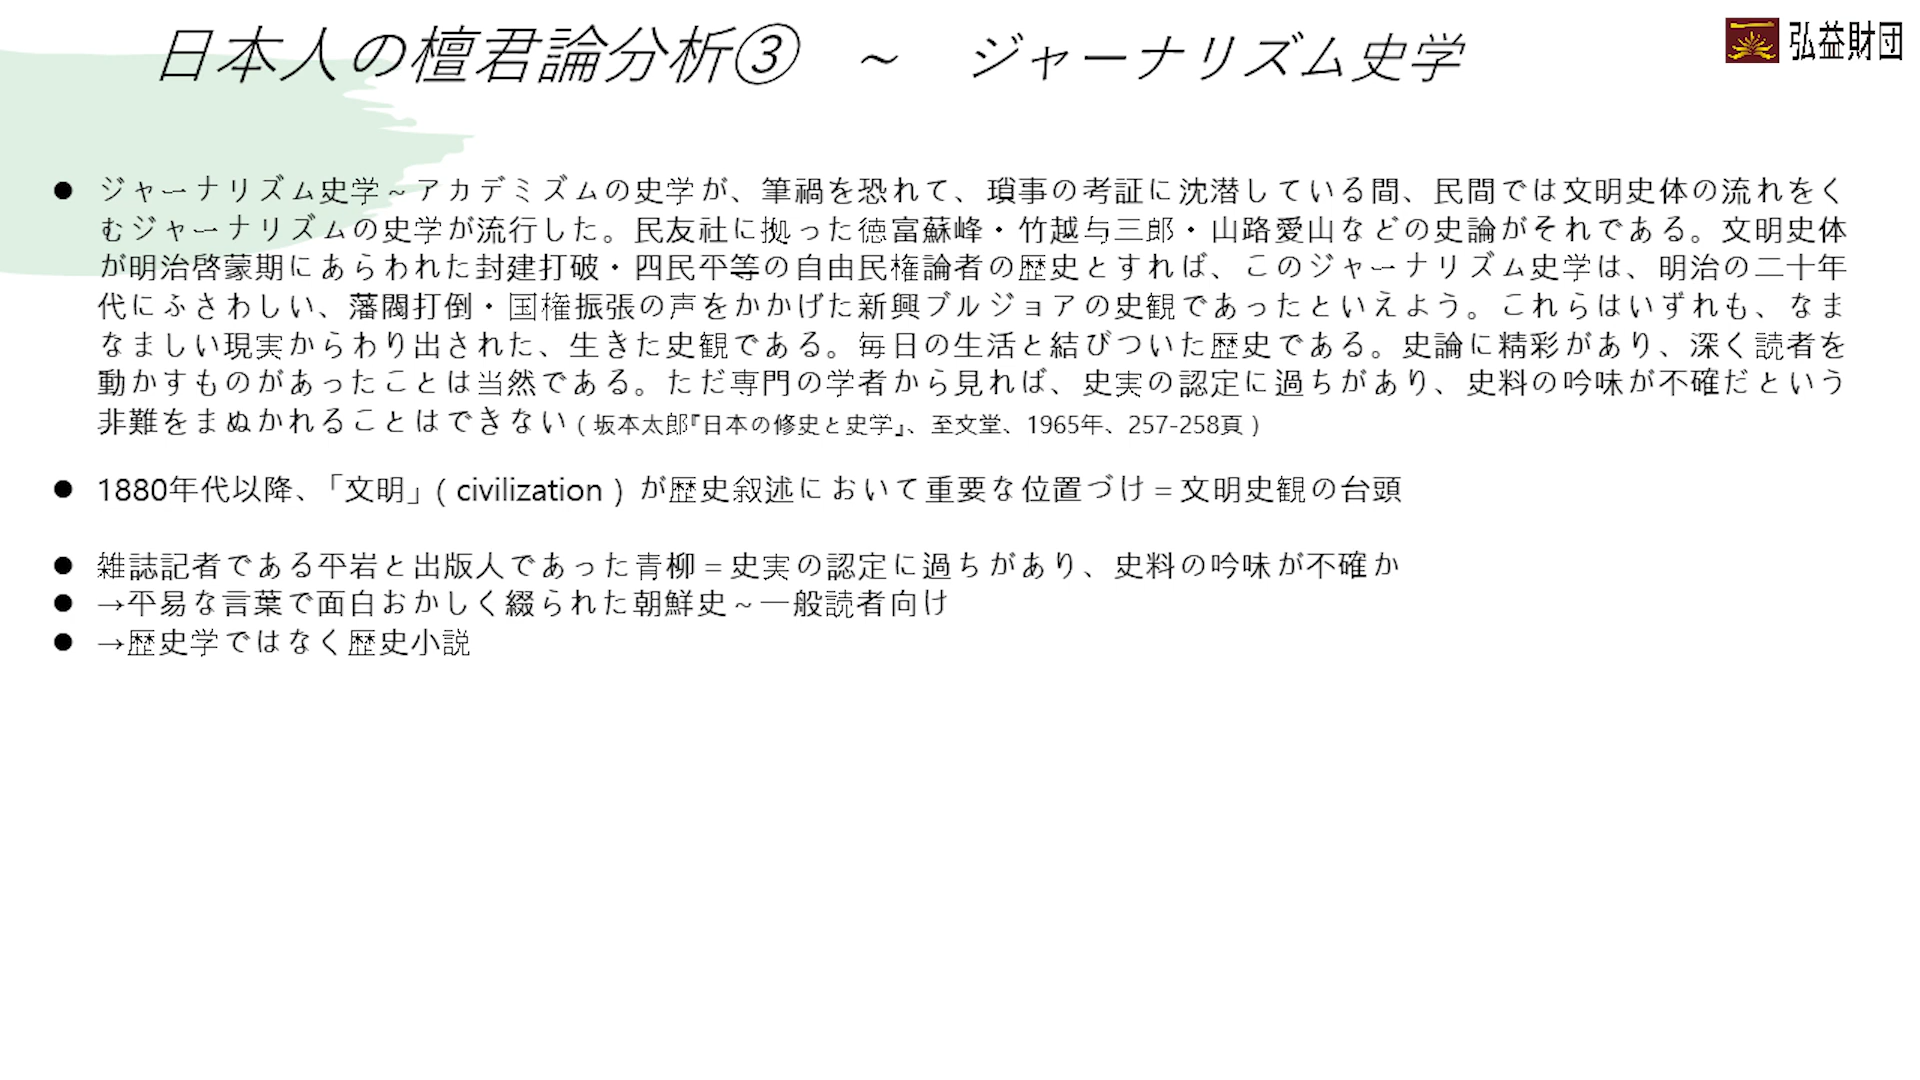 日本人の檀君論分析③　～　ジャーナリズム史学
弘益財団
● ジャーナリズム史学～アカデミズムの史学が、筆禍を恐れて、瑣事の考証に沈潜している間、民間では文明史体の流れをく
むジャーナリズムの史学が流行した。民友社に拠った徳富蘇峰・竹越与三郎・山路愛山などの史論がそれである。文明史体
が明治啓蒙期にあらわれた封建打破・四民平等の自由民権論者の歴史とすれば、このジャーナリズム史学は、明治の二十年
代にふさわしい、藩閥打倒・国権振張の声をかかげた新興ブルジョアの史観であったといえよう。これらはいずれも、なま
なましい現実からわり出された、生きた史観である。毎日の生活と結びついた歴史である。史論に精彩があり、深く読者を
動かすものがあったことは当然である。ただ専門の学者から見れば、史実の認定に過ちがあり、史料の吟味が不確だという
非難をまぬかれることはできない（坂本太郎『日本の修史と史学』、至文堂、1965年、257-258頁）
● 1880年代以降、「文明」（civilization）が歴史叙述において重要な位置づけ＝文明史観の台頭
● 雑誌記者である平岩と出版人であった青柳＝史実の認定に過ちがあり、史料の吟味が不確か
● →平易な言葉で面白おかしく綴られた朝鮮史～一般読者向け
● →歴史学ではなく歴史小説